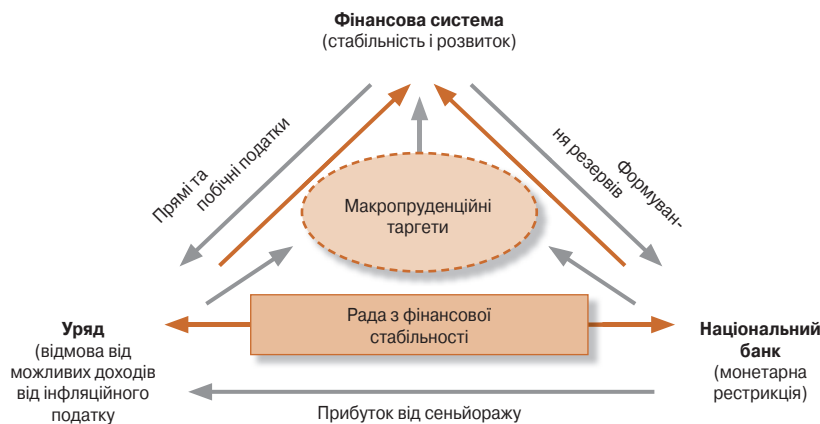 Фінансова система
(стабільність і розвиток)
Прямі та
побічні податки
Формуван-
ня резервів
Макропруденційні
таргети
Рада з фінансової
стабільності
Уряд
(відмова від
можливих доходів
від інфляційного
податку
Національний
банк
(монетарна
рестрикція)
Прибуток від сеньйоражу